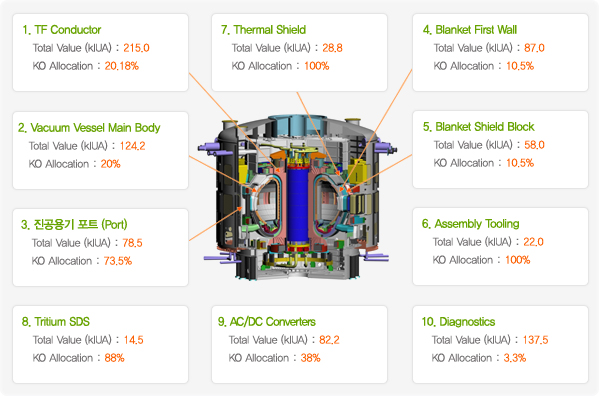 1. TF Conductor
Total Value (kIUA) : 215.0
KO Allocation : 20.18%
7. Thermal Shield
Total Value (kIUA) : 28.8
KO Allocation : 100%
4. Blanket First Wall
Total Value (kIUA) : 87.0
KO Allocation : 10.5%
2. Vacuum Vessel Main Body
Total Value (kIUA) : 124.2
KO Allocation : 20%
5. Blanket Shield Block
Total Value (kIUA) : 58.0
KO Allocation : 10.5%
3. 진공용기 포트 (Port)
Total Value (kIUA) : 78.5
KO Allocation : 73.5%
6. Assembly Tooling
Total Value (kIUA) : 22.0
KO Allocation : 100%
8. Tritium SDS
Total Value (kIUA) : 14.5
KO Allocation : 88%
9. AC/DC Converters
Total Value (kIUA) : 82.2
KO Allocation : 38%
10. Diagnostics
Total Value (kIUA) : 137.5
KO Allocation : 3.3%